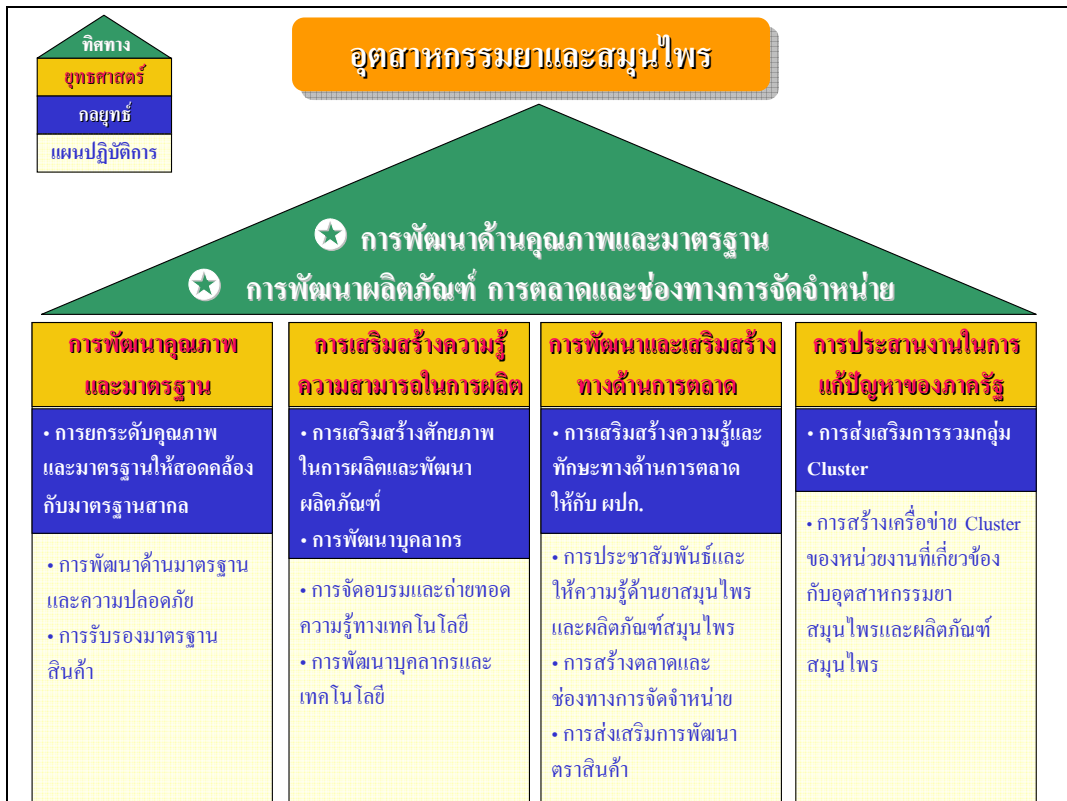 ทิศทาง
ยุทธศาสตร์
กลยุทธ์
แผนปฏิบัติการ
อุตสาหกรรมยาและสมุนไพร
การพัฒนาด้านคุณภาพและมาตรฐาน
การพัฒนาผลิตภัณฑ์ การตลาดและช่องทางการจัดจำหน่าย
การพัฒนาคุณภาพ
และมาตรฐาน
• การยกระดับคุณภาพ
และมาตรฐานให้สอดคล้อง
กับมาตรฐานสากล
• การพัฒนาด้านมาตรฐาน
และความปลอดภัย
• การรับรองมาตรฐาน
สินค้า
การเสริมสร้างความรู้
ความสามารถในการผลิต
• การเสริมสร้างศักยภาพ
ในการผลิตและพัฒนา
ผลิตภัณฑ์
• การพัฒนาบุคลากร
• การจัดอบรมและถ่ายทอด
ความรู้ทางเทคโนโลยี
• การพัฒนาบุคลากรและ
เทคโนโลยี
การพัฒนาและเสริมสร้าง
ทางด้านการตลาด
• การเสริมสร้างความรู้และ
ทักษะทางด้านการตลาด
ให้กับ ผปก.
• การประชาสัมพันธ์และ
ให้ความรู้ด้านยาสมุนไพร
และผลิตภัณฑ์สมุนไพร
• การสร้างตลาดและ
ช่องทางการจัดจำหน่าย
• การส่งเสริมการพัฒนา
ตราสินค้า
การประสานงานในการ
แก้ปัญหาของภาครัฐ
• การส่งเสริมการรวมกลุ่ม
Cluster
• การสร้างเครื่อข่าย Cluster
ของหน่วยงานที่เกี่ยวข้อง
กับอุตสาหกรรมยา
สมุนไพรและผลิตภัณฑ์
สมุนไพร